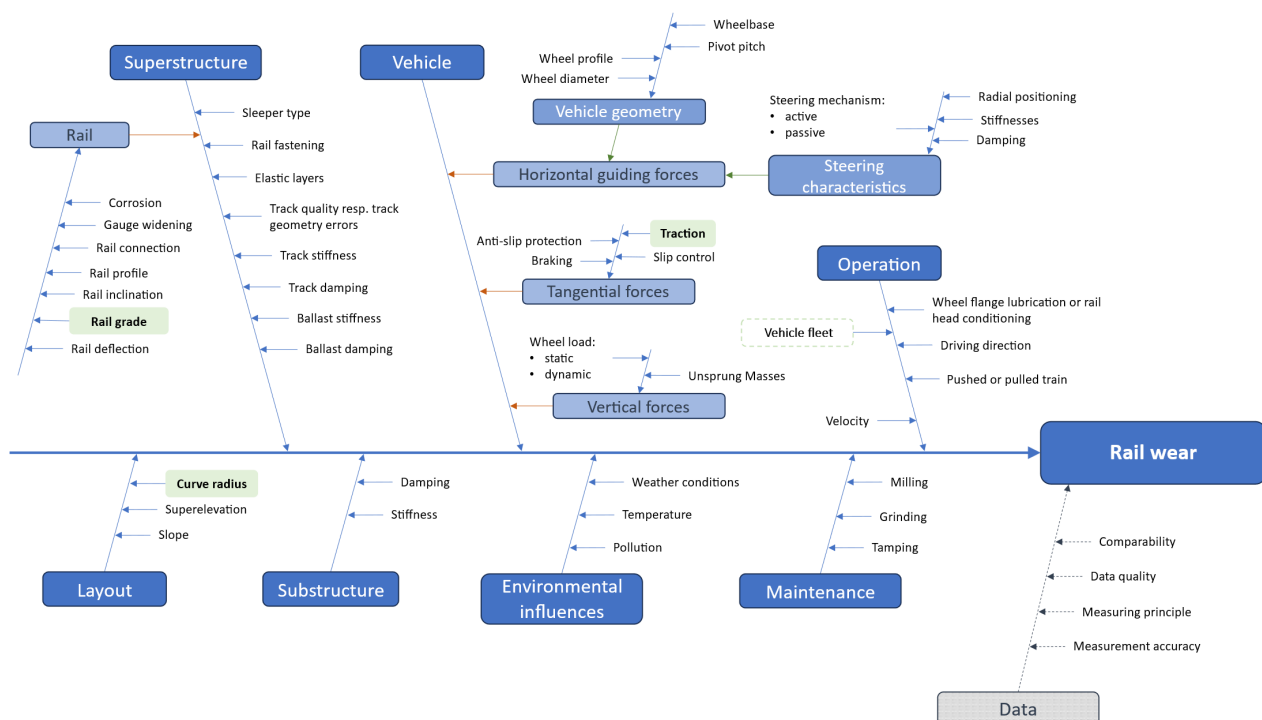 Superstructure
Sleeper type
Rail fastening
Elastic layers
Track quality resp. track
geometry errors
Track stiffness
Track damping
Ballast stiffness
Ballast damping
Rail
Corrosion
Gauge widening
Rail connection
Rail profile
Rail inclination
Rail grade
Rail deflection
Vehicle
Wheelbase
Pivot pitch
Wheel profile
Wheel diameter
Vehicle geometry
Horizontal guiding forces
Steering mechanism:
• active
• passive
Radial positioning
Stiffnesses
Damping
Steering
characteristics
Traction
Anti-slip protection
Slip control
Braking
Tangential forces
Wheel load:
• static
• dynamic
Unsprung Masses
Vertical forces
Operation
Wheel flange lubrication or rail
head conditioning
Vehicle fleet
Driving direction
Pushed or pulled train
Velocity
Rail wear
Curve radius
Superelevation
Slope
Layout
Damping
Stiffness
Substructure
Weather conditions
Temperature
Pollution
Environmental
influences
Milling
Grinding
Tamping
Maintenance
Comparability
Data quality
Measuring principle
Measurement accuracy
Data